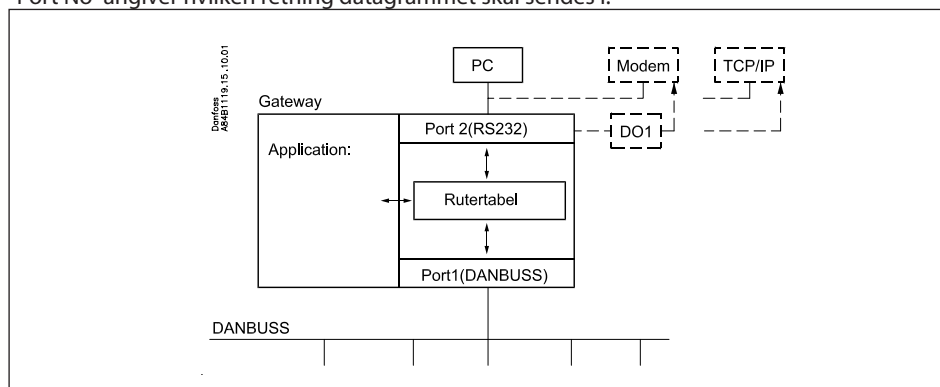 "Port No" angiver hvilken retning datagrammet skal sendes i.
Danfoss
A84B1119.15.10.01
PC
Modem
TCP/IP
Gateway
Port 2(RS232)
DO1
Application:
Rutertabel
Port1(DANBUSS)
DANBUSS